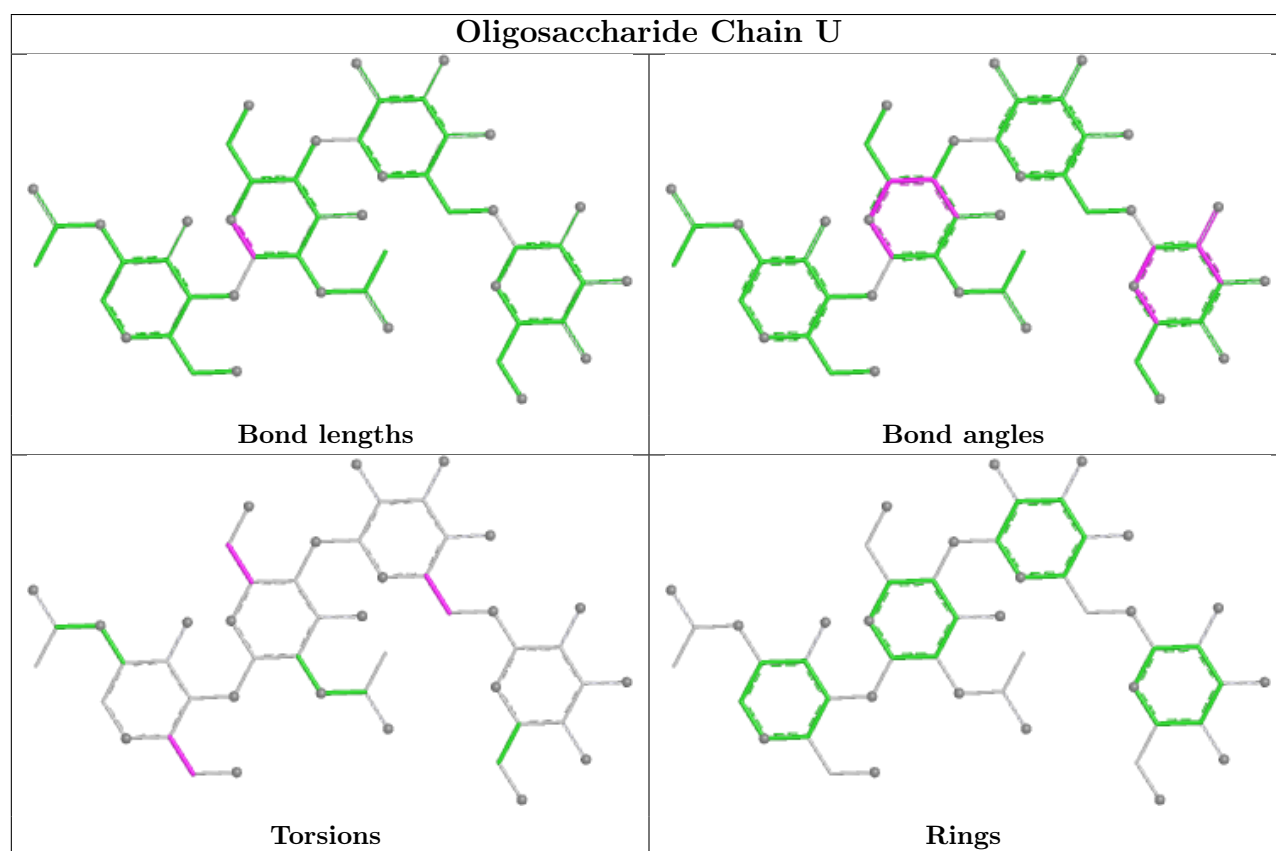 Oligosaccharide Chain U
Bond lengths
Bond angles
Torsions
Rings